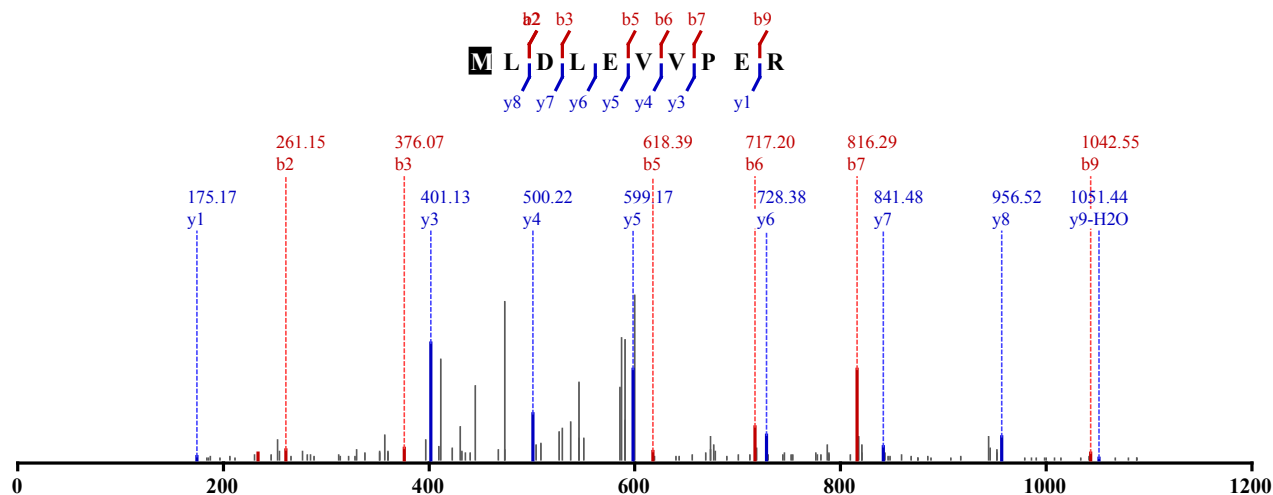 a2 b2 b3 b5 b6 b7 b9
M L D L E V V P E R
y8 y7 y6 y5 y4 y3 y1
261.15 376.07 618.39 717.20 816.29 1042.55
b2 b3 b5 b6 b7 b9
175.17 401.13 500.22 599.17 728.38 841.48 956.52 1051.44
y1 y3 y4 y5 y6 y7 y8 y9-H2O
0 200 400 600 800 1000 1200